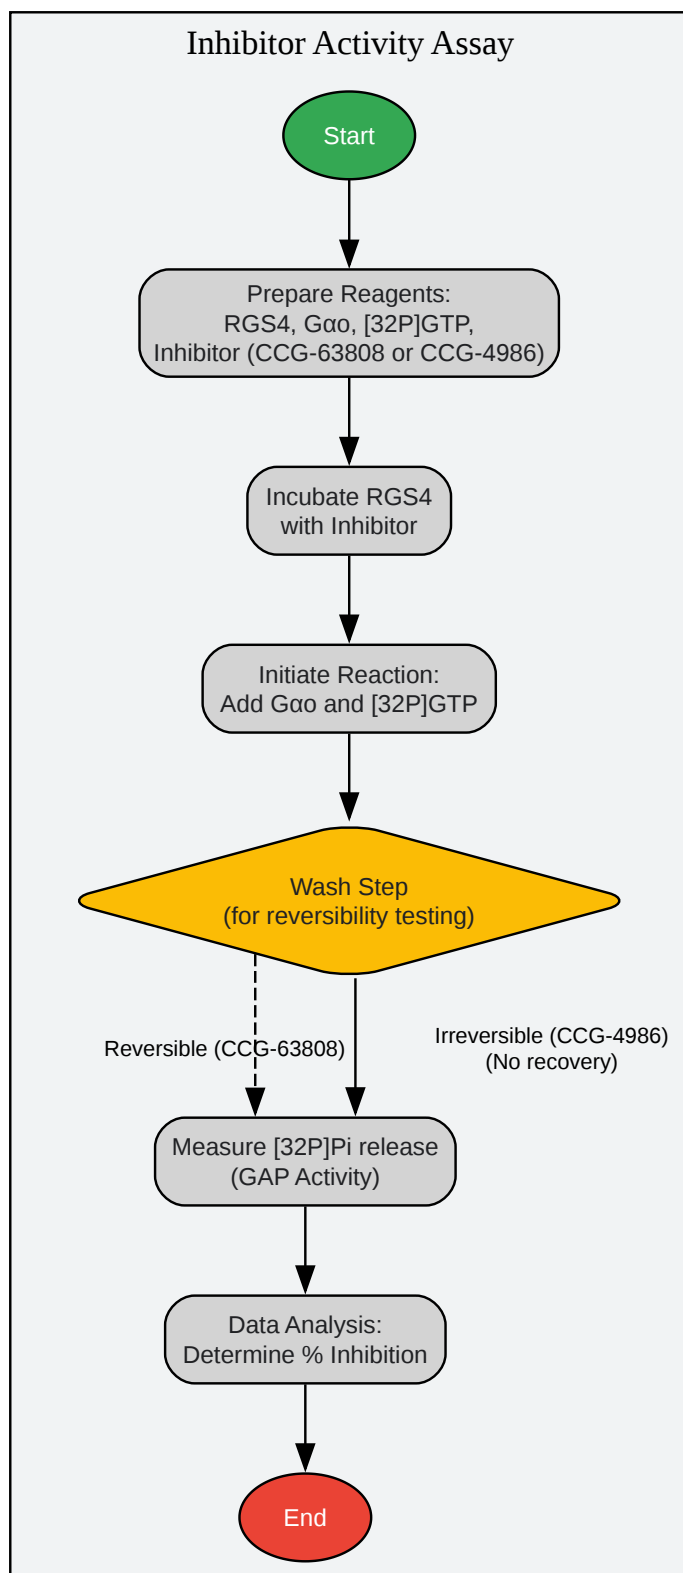 Inhibitor Activity Assay
Start
Prepare Reagents:
RGS4, Gαo, [32P]GTP,
Inhibitor (CCG-63808 or CCG-4986)
Incubate RGS4
with Inhibitor
Initiate Reaction:
Add Gαo and [32P]GTP
Wash Step
(for reversibility testing)
Reversible (CCG-63808)
Irreversible (CCG-4986)
(No recovery)
Measure [32P]Pi release
(GAP Activity)
Data Analysis:
Determine % Inhibition
End